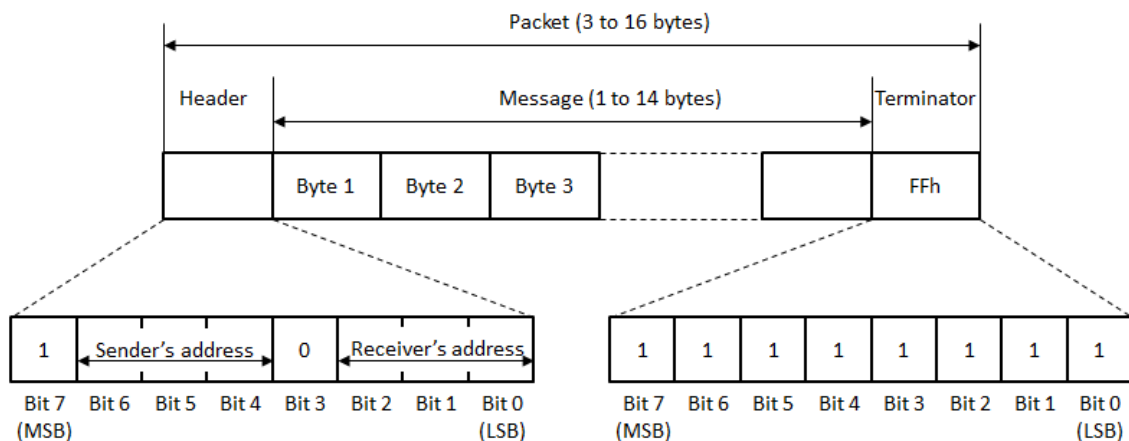 Packet (3 to 16 bytes)
Header
Message (1 to 14 bytes)
Terminator
Byte 1
Byte 2
Byte 3
FFh
1
Sender's address
0
Receiver's address
1
1
1
1
1
1
1
1
Bit 7 Bit 6 Bit 5 Bit 4 Bit 3 Bit 2 Bit 1 Bit 0
(MSB) (LSB)
Bit 7 Bit 6 Bit 5 Bit 4 Bit 3 Bit 2 Bit 1 Bit 0
(MSB) (LSB)